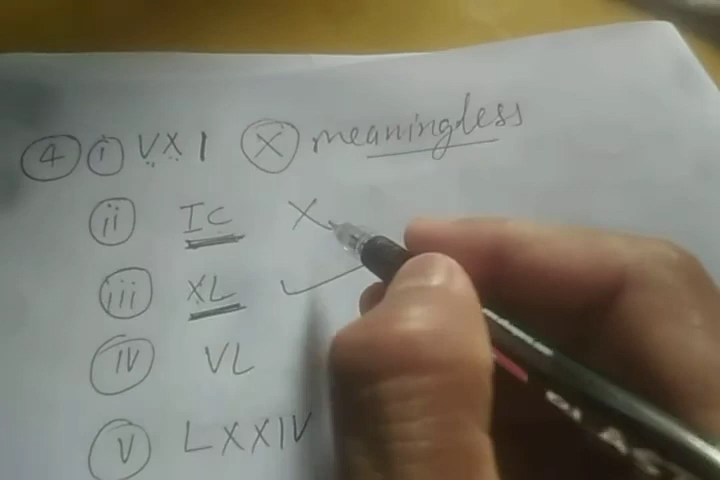 4 i VXI X meaningless
ii IC X
iii XL ✓
IV VL
V LXXIV